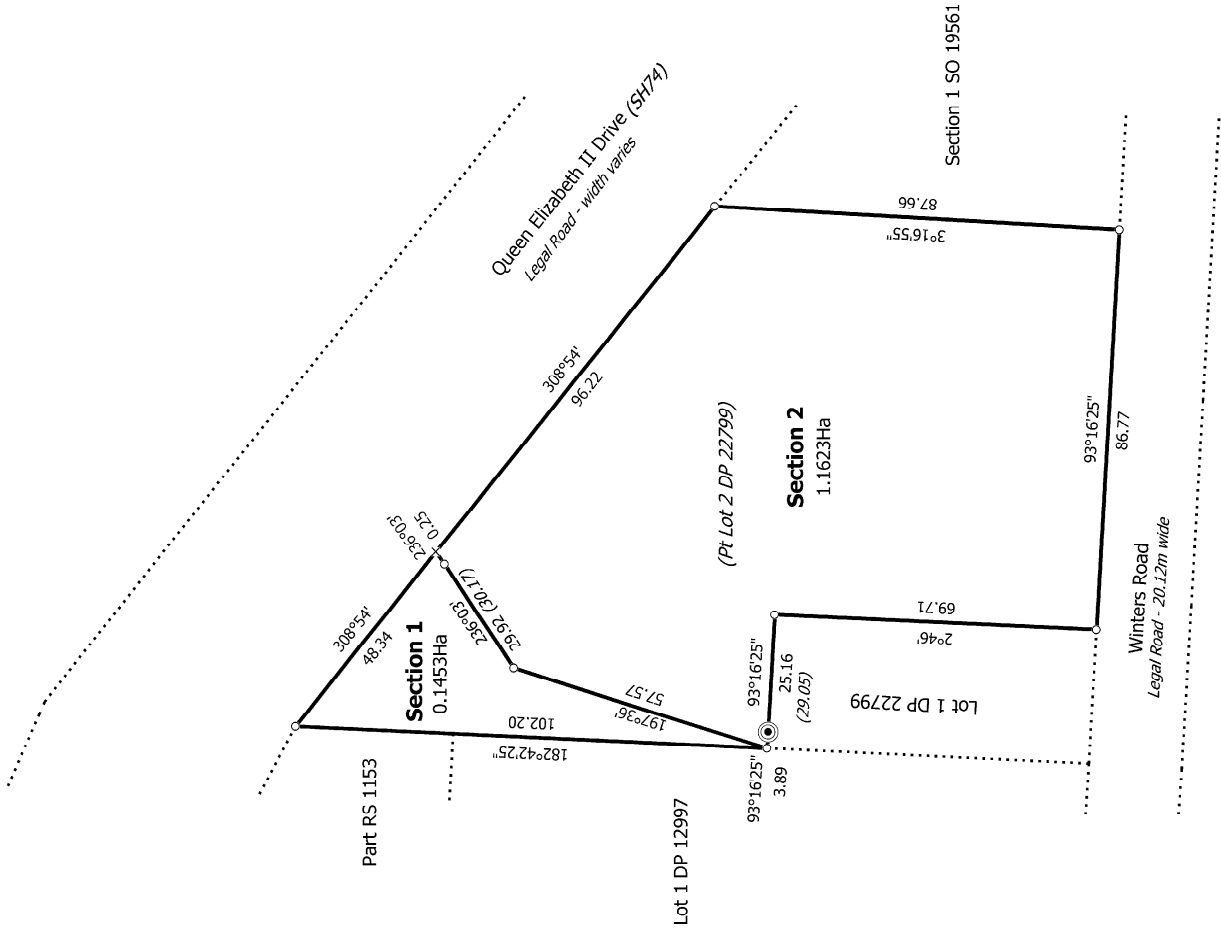 Queen Elizabeth II Drive (SH74)
Legal Road - width varies
Section 1 SO 19561
87.66
3°16'55"
308°54'
96.22
236°03'
0.25
308°54'
48.34
Section 1
0.1453Ha
236°03'
29.92 (30.17)
(Pt Lot 2 DP 22799)
Section 2
1.1623Ha
93°16'25"
86.77
102.20
182°42'25"
57.57
197°36'
93°16'25"
25.16
(29.05)
69.71
2°46'
Lot 1 DP 22799
Part RS 1153
Lot 1 DP 12997
93°16'25"
3.89
Winters Road
Legal Road - 20.12m wide